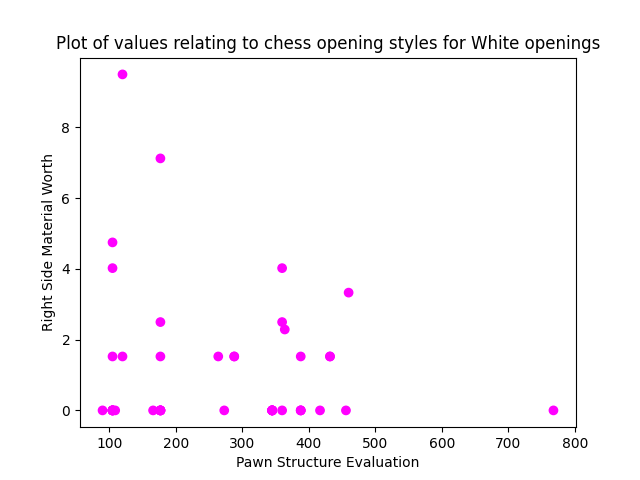 Plot of values relating to chess opening styles for White openings
8
6
4
2
0
Right Side Material Worth
100 200 300 400 500 600 700 800
Pawn Structure Evaluation